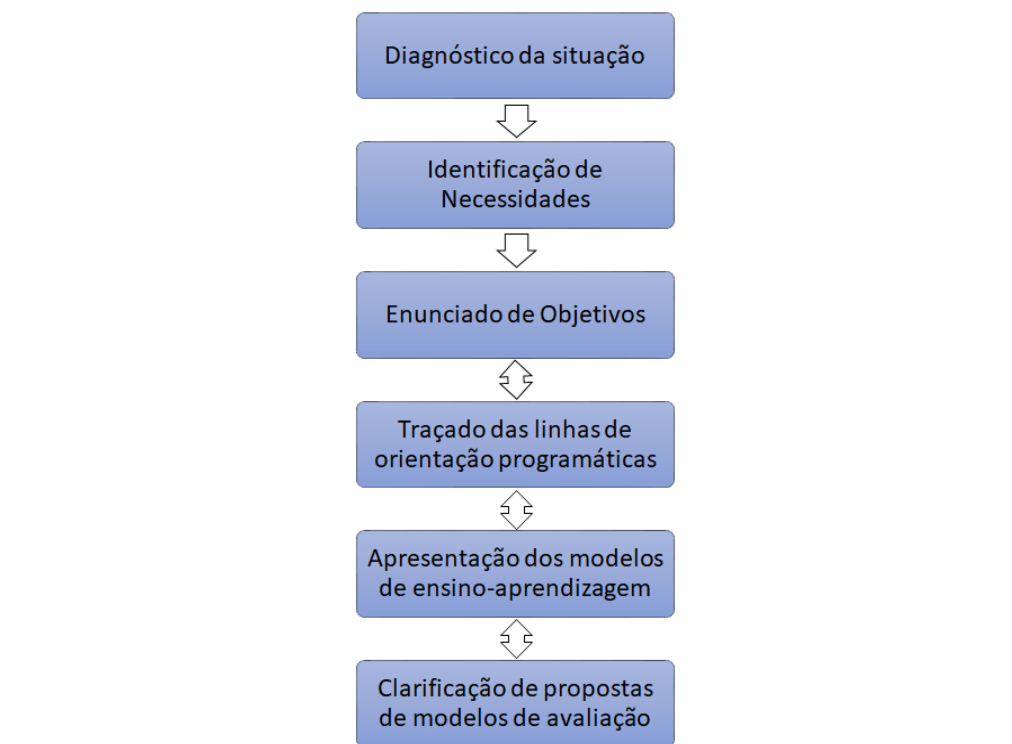 Diagnóstico da situação
Identificação de
Necessidades
Enunciado de Objetivos
Traçado das linhas de
orientação programáticas
Apresentação dos modelos
de ensino-aprendizagem
Clarificação de propostas
de modelos de avaliação